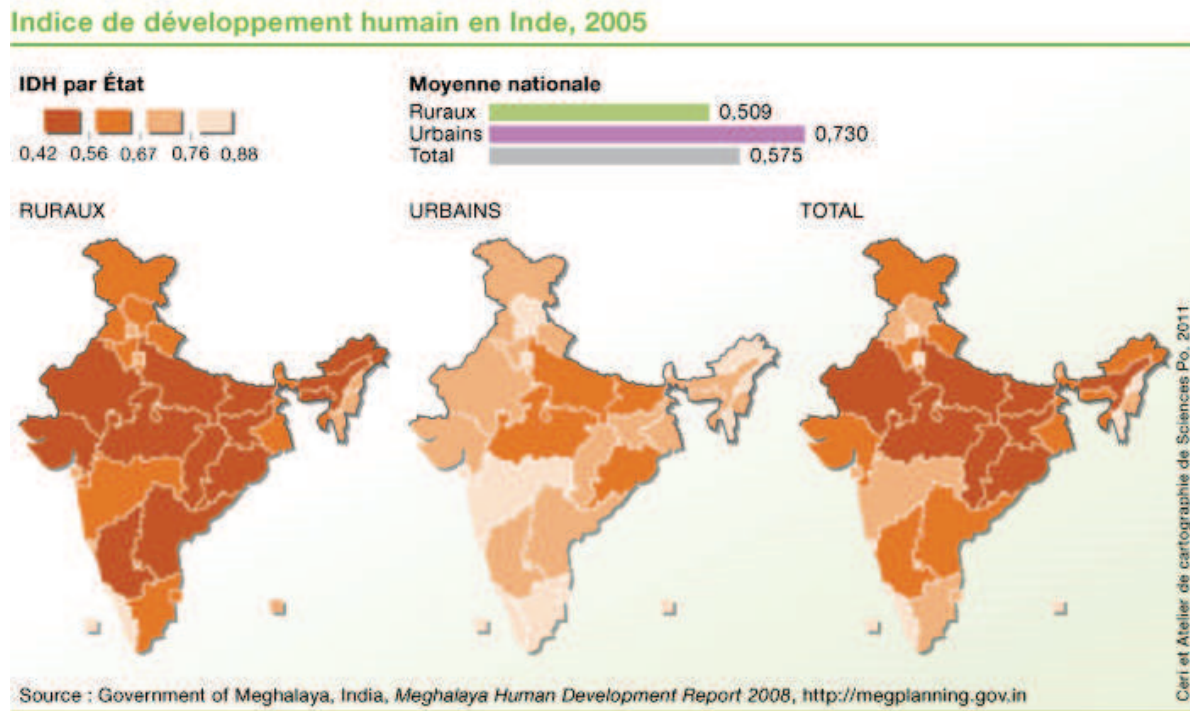 Indice de développement humain en Inde, 2005
IDH par État
0,42 0,56 0,67 0,76 0,88
Moyenne nationale
Ruraux 0,509
Urbains 0,730
Total 0,575
RURAUX
URBAINS
TOTAL
Ceri et Atelier de cartographie de Sciences Po, 2011
Source : Government of Meghalaya, India, Meghalaya Human Development Report 2008, http://megplanning.gov.in